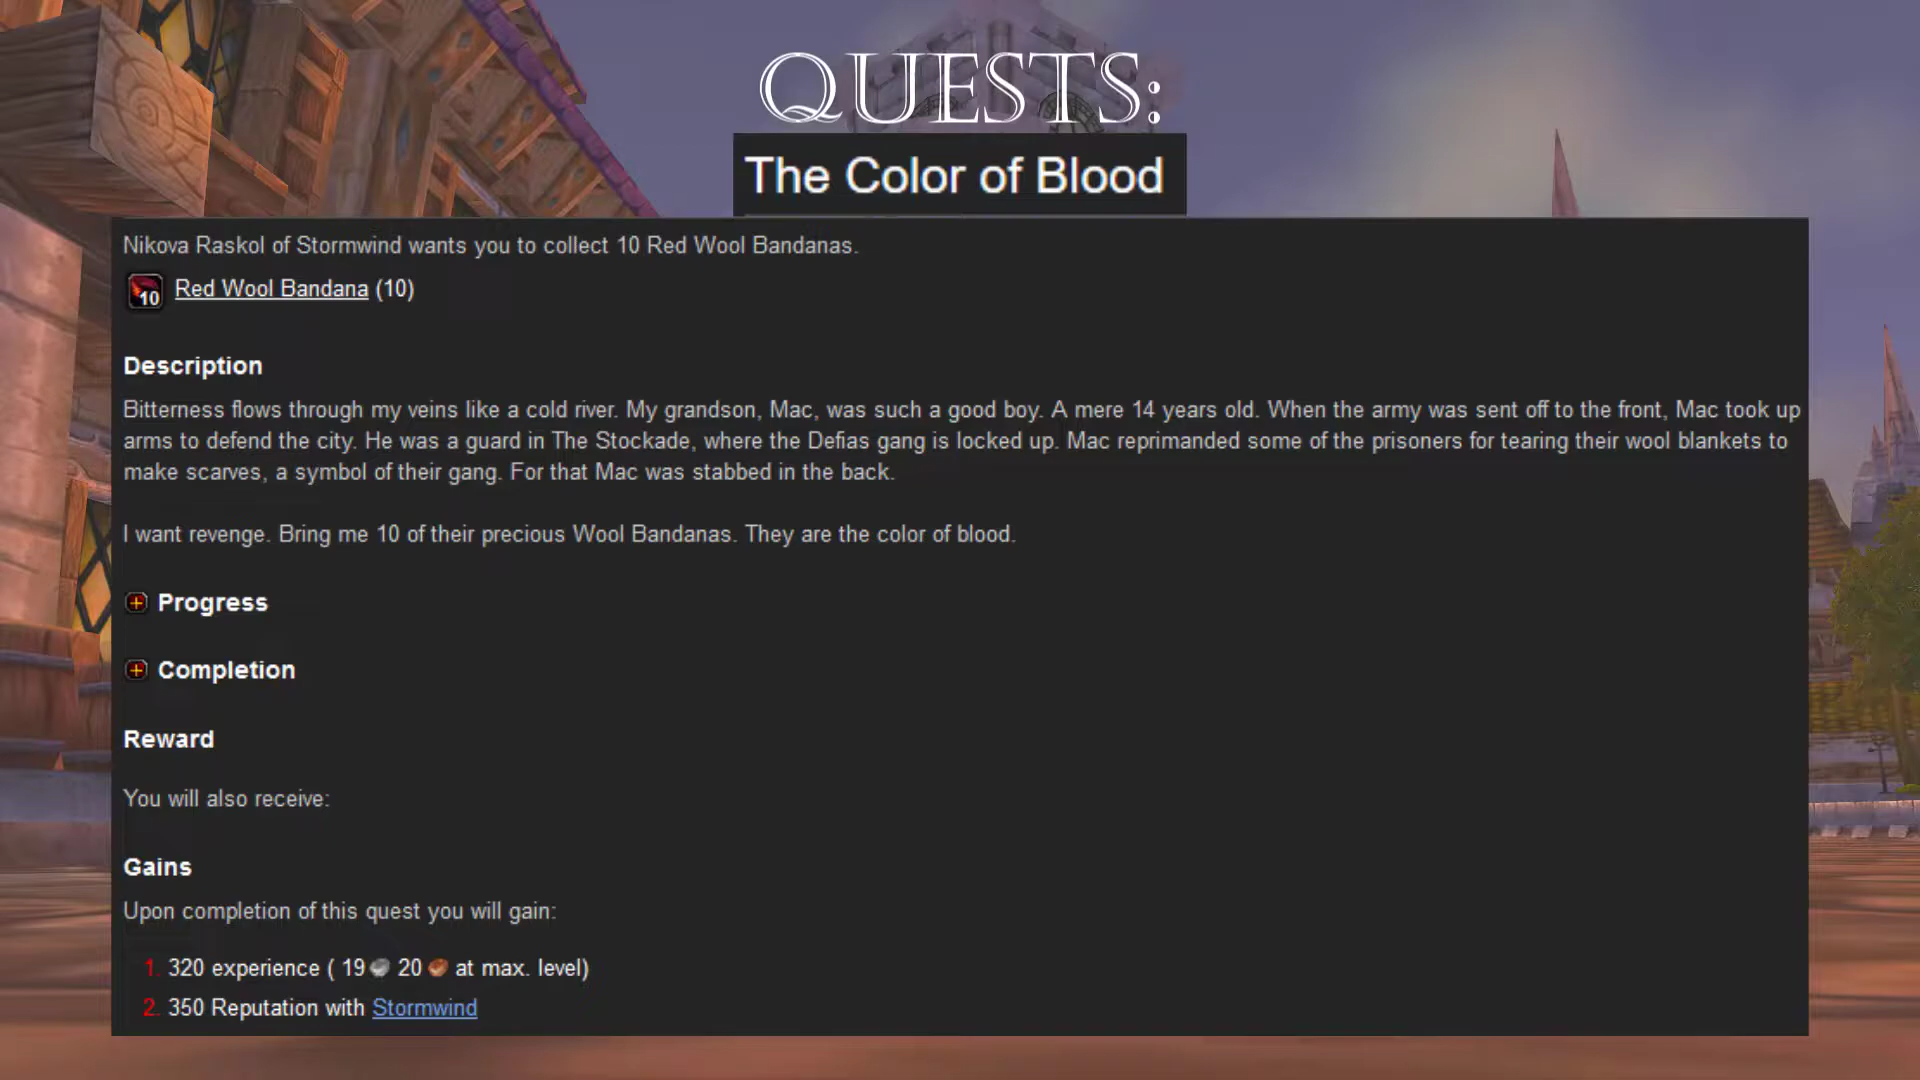 QUESTS:
The Color of Blood
Nikova Raskol of Stormwind wants you to collect 10 Red Wool Bandanas.
10 Red Wool Bandana (10)
Description
Bitterness flows through my veins like a cold river. My grandson, Mac, was such a good boy. A mere 14 years old. When the army was sent off to the front, Mac took up
arms to defend the city. He was a guard in The Stockade, where the Defias gang is locked up. Mac reprimanded some of the prisoners for tearing their wool blankets to
make scarves, a symbol of their gang. For that Mac was stabbed in the back.
I want revenge. Bring me 10 of their precious Wool Bandanas. They are the color of blood.
Progress
Completion
Reward
You will also receive:
Gains
Upon completion of this quest you will gain:
1. 320 experience ( 19 20 at max. level)
2. 350 Reputation with Stormwind